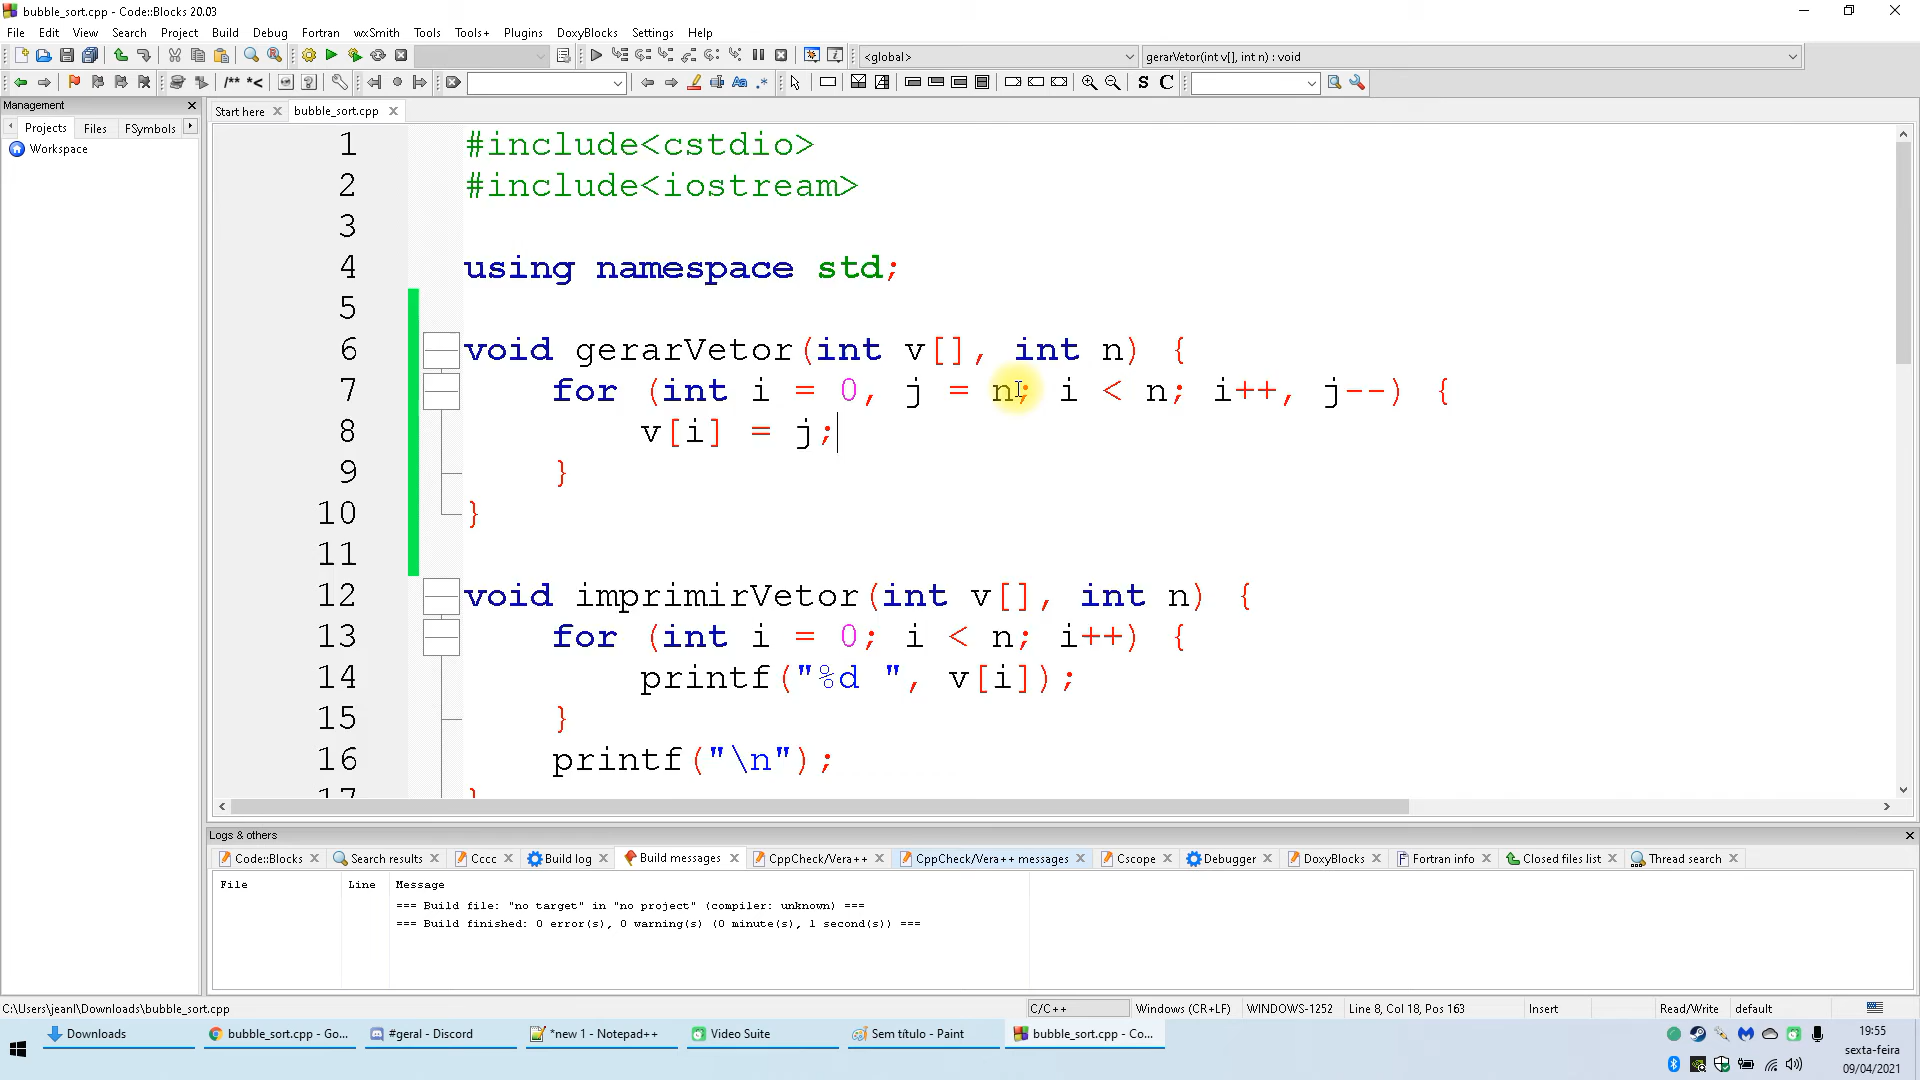 bubble_sort.cpp - Code::Blocks 20.03
File Edit View Search Project Build Debug Fortran wxSmith Tools Tools+ Plugins DoxyBlocks Settings Help
<global>
gerarVetor(int v[], int n) : void
/** *<
Aa .*
S C
Management
Projects Files FSymbols
Workspace
Start here
bubble_sort.cpp
1 #include<cstdio>
2 #include<iostream>
3
4 using namespace std;
5
6 void gerarVetor(int v[], int n) {
7 for (int i = 0, j = n; i < n; i++, j--) {
8 v[i] = j;
9 }
10 }
11
12 void imprimirVetor(int v[], int n) {
13 for (int i = 0; i < n; i++) {
14 printf("%d ", v[i]);
15 }
16 printf("\n");
17 }
Logs & others
Code::Blocks Search results Cccc Build log Build messages CppCheck/Vera++ CppCheck/Vera++ messages Cscope Debugger DoxyBlocks Fortran info Closed files list Thread search
File Line Message
=== Build file: "no target" in "no project" (compiler: unknown) ===
=== Build finished: 0 error(s), 0 warning(s) (0 minute(s), 1 second(s)) ===
C:\Users\jeanl\Downloads\bubble_sort.cpp
C/C++ Windows (CR+LF) WINDOWS-1252 Line 8, Col 18, Pos 163 Insert Read/Write default
Downloads
bubble_sort.cpp - Go...
#geral - Discord
*new 1 - Notepad++
Video Suite
Sem título - Paint
bubble_sort.cpp - Co...
19:55
sexta-feira
09/04/2021